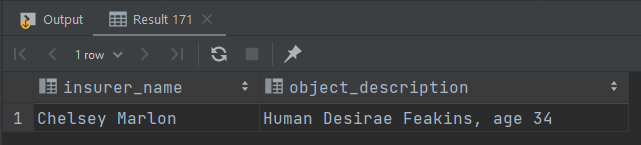 Output Result 171
1 row
insurer_name object_description
1 Chelsey Marlon Human Desirae Feakins, age 34